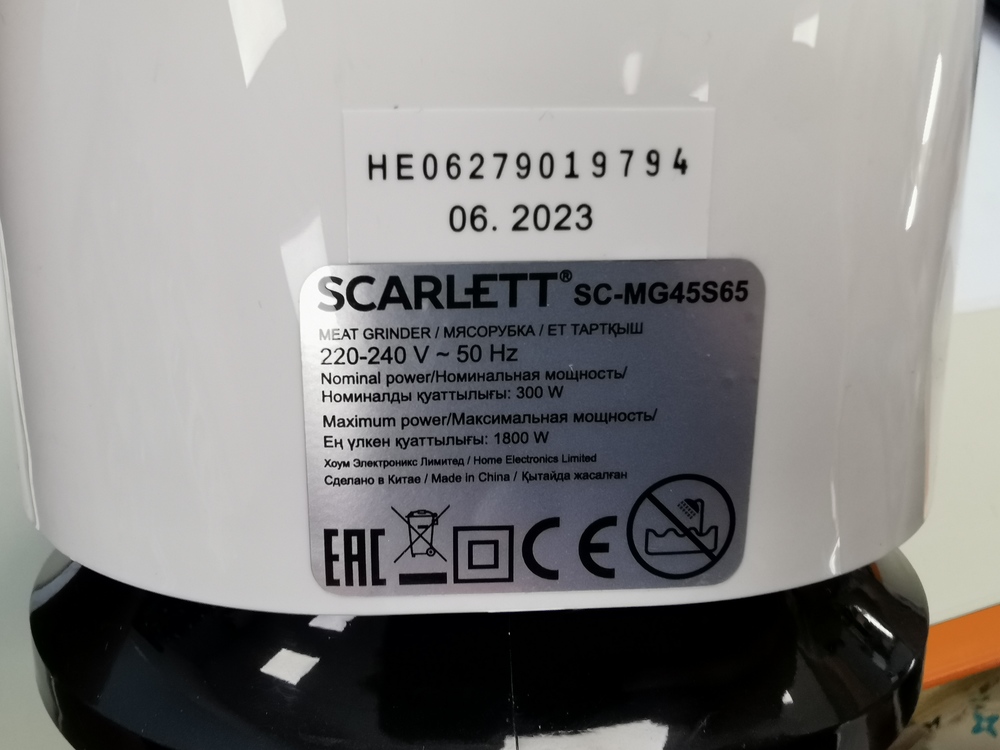 HE06279019794
06. 2023
SCARLETT® SC-MG45S65
MEAT GRINDER / МЯСОРУБКА / ЕТ ТАРТҚЫШ
220-240 V ~ 50 Hz
Nominal power/Номинальная мощность/
Номиналды қуаттылығы: 300 W
Maximum power/Максимальная мощность/
Ең үлкен қуаттылығы: 1800 W
Хоум Электроникс Лимитед / Home Electronics Limited
Сделано в Китае / Made in China / Қытайда жасалған
EAC CE